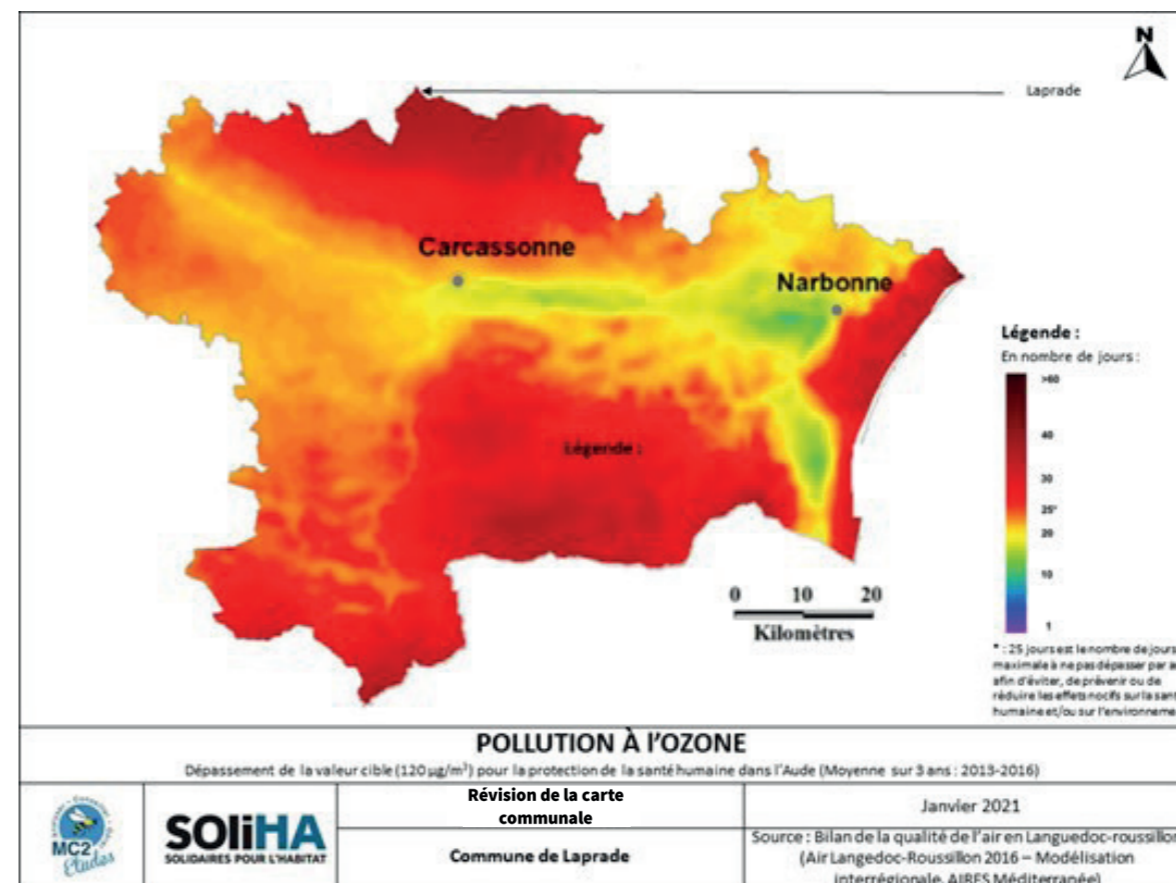 N
Laprade
Carcassonne
Narbonne
Légende :
Légende :
En nombre de jours :
>60
40
30
25*
20
10
1
0 10 20
Kilomètres
* : 25 jours est le nombre de jours
maximale à ne pas dépasser par a
afin d'éviter, de prévenir ou de
réduire les effets nocifs sur la sant
humaine et/ou sur l'environneme
POLLUTION À l'OZONE
Dépassement de la valeur cible (120 µg/m³) pour la protection de la santé humaine dans l'Aude (Moyenne sur 3 ans : 2013-2016)
MC2
Etudes
SOLiHA
SOLIDAIRES POUR L'HABITAT
Révision de la carte
communale
Commune de Laprade
Janvier 2021
Source : Bilan de la qualité de l'air en Languedoc-roussillon
(Air Langedoc-Roussillon 2016 – Modélisation
interrégionale, AIRES Méditerranée)